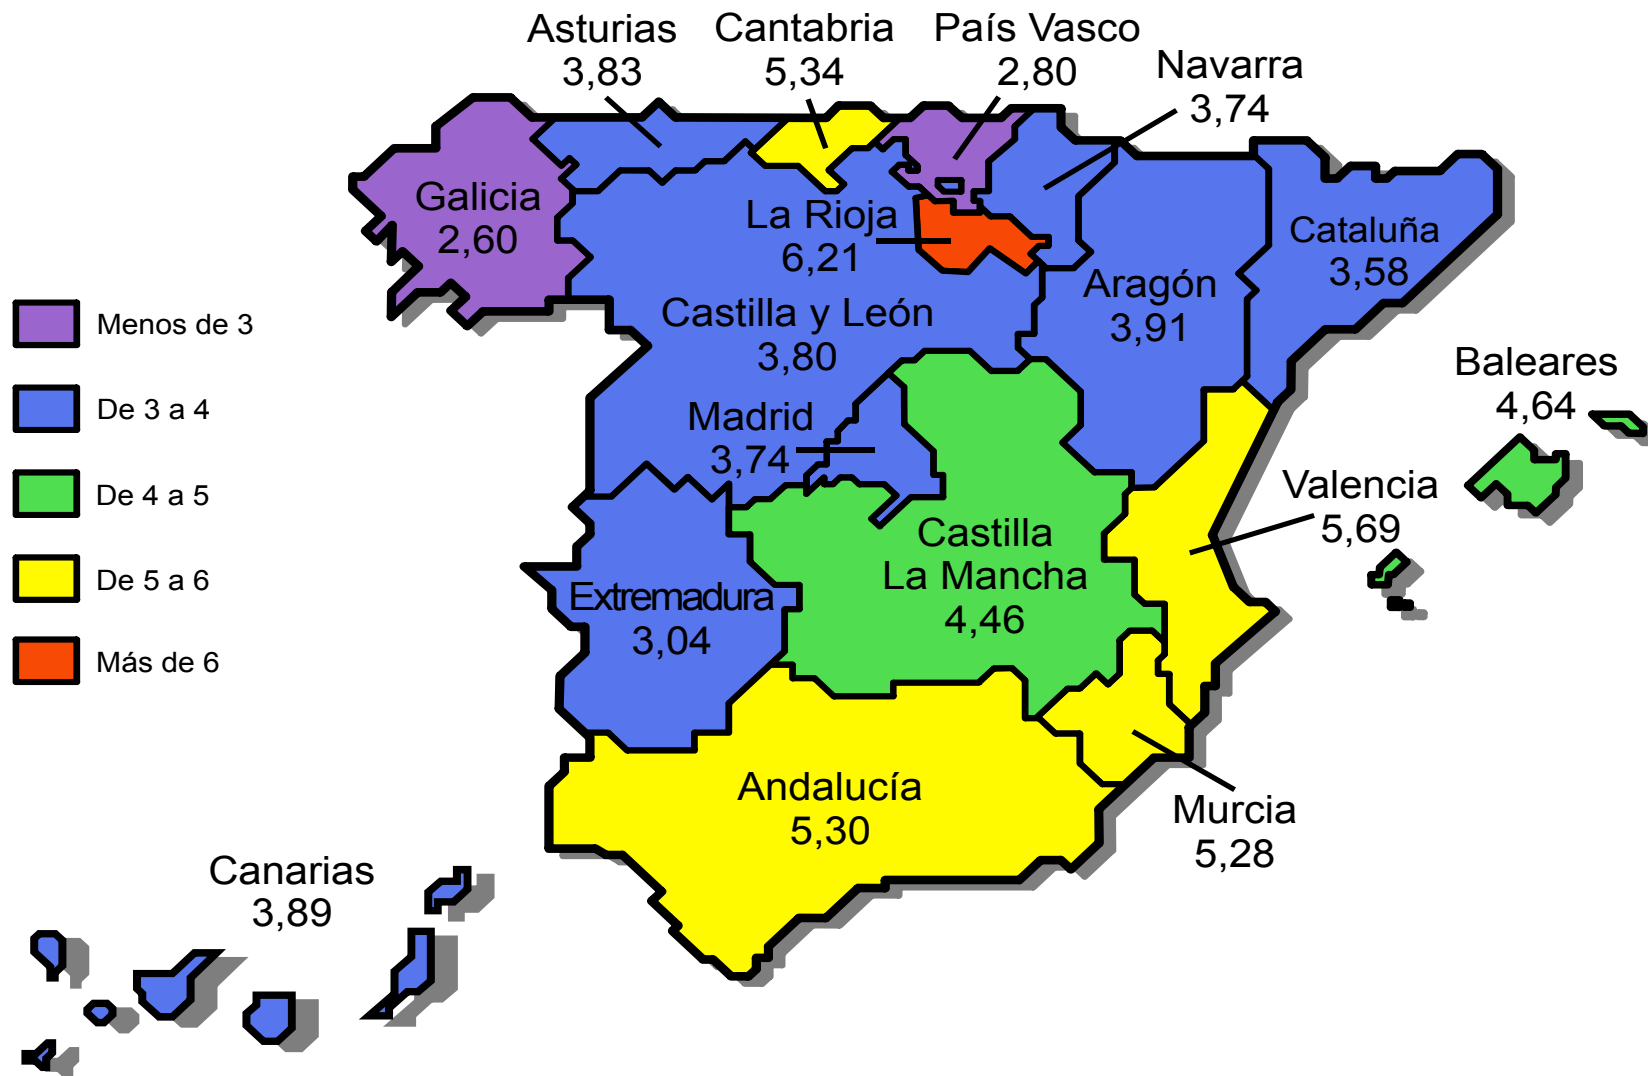 Asturias
3,83
Cantabria
5,34
País Vasco
2,80
Navarra
3,74
Galicia
2,60
La Rioja
6,21
Cataluña
3,58
Aragón
3,91
Castilla y León
3,80
Menos de 3
De 3 a 4
De 4 a 5
De 5 a 6
Más de 6
Baleares
4,64
Madrid
3,74
Valencia
5,69
Castilla
La Mancha
4,46
Extremadura
3,04
Andalucía
5,30
Murcia
5,28
Canarias
3,89